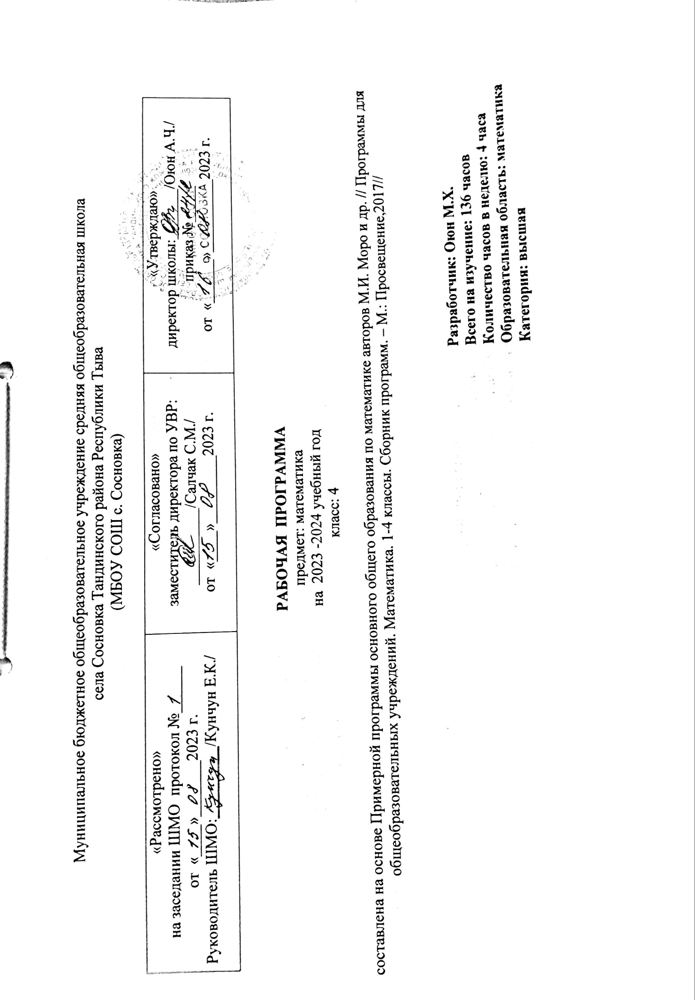 Муниципальное бюджетное общеобразовательное учреждение средняя общеобразовательная школа
села Сосновка Тандинского района Республики Тыва
(МБОУ СОШ с. Сосновка)
«Рассмотрено»
на заседании ШМО протокол № 1
от « 15 » 08 2023 г.
Руководитель ШМО: Кунчун /Кунчун Е.К./
«Согласовано»
заместитель директора по УВР:
/Салчак С.М./
от «15 » 08 2023 г.
«Утверждаю»
директор школы: /Оюн А.Ч./
приказ №
от « 16 » 08 2023 г.
СОСНОВКА
РАБОЧАЯ ПРОГРАММА
предмет: математика
на 2023 -2024 учебный год
класс: 4
составлена на основе Примерной программы основного общего образования по математике авторов М.И. Моро и др. // Программы для
общеобразовательных учреждений. Математика. 1-4 классы. Сборник программ. – М.: Просвещение,2017//
Разработчик: Оюн М.Х.
Всего на изучение: 136 часов
Количество часов в неделю: 4 часа
Образовательная область: математика
Категория: высшая